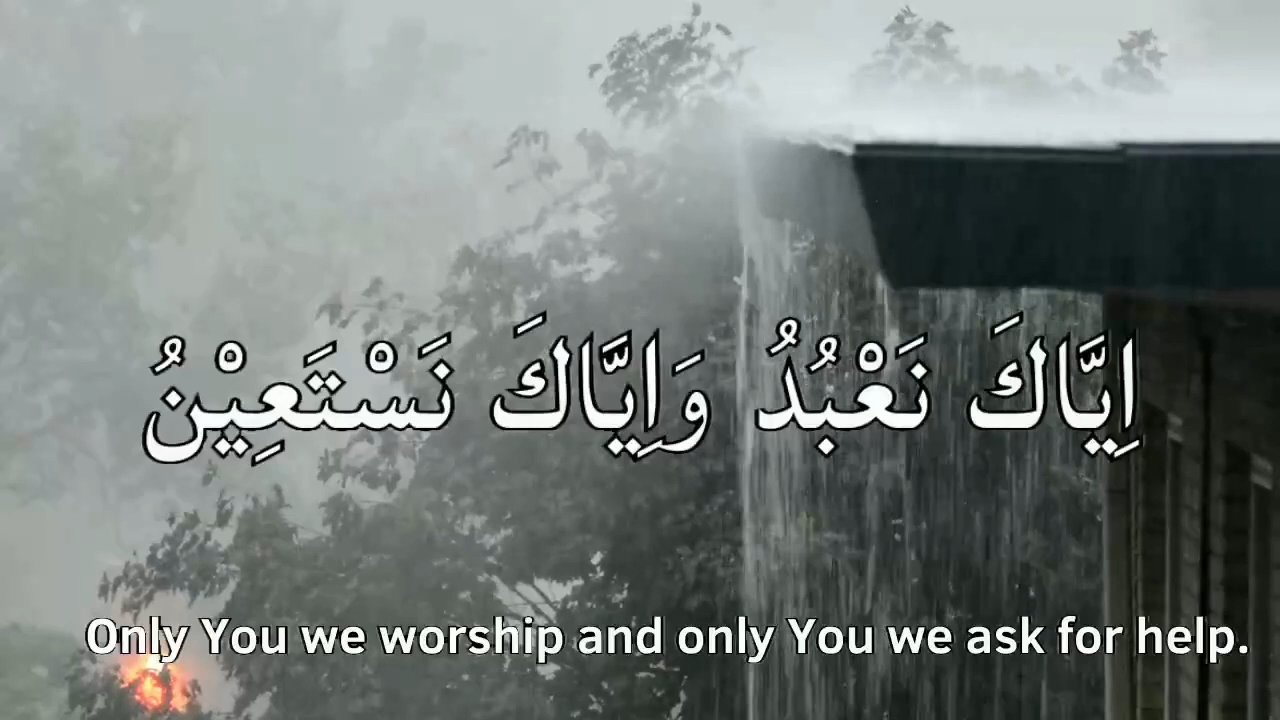 اِيَّاكَ نَعْبُدُ وَاِيَّاكَ نَسْتَعِيْنُ
Only You we worship and only You we ask for help.